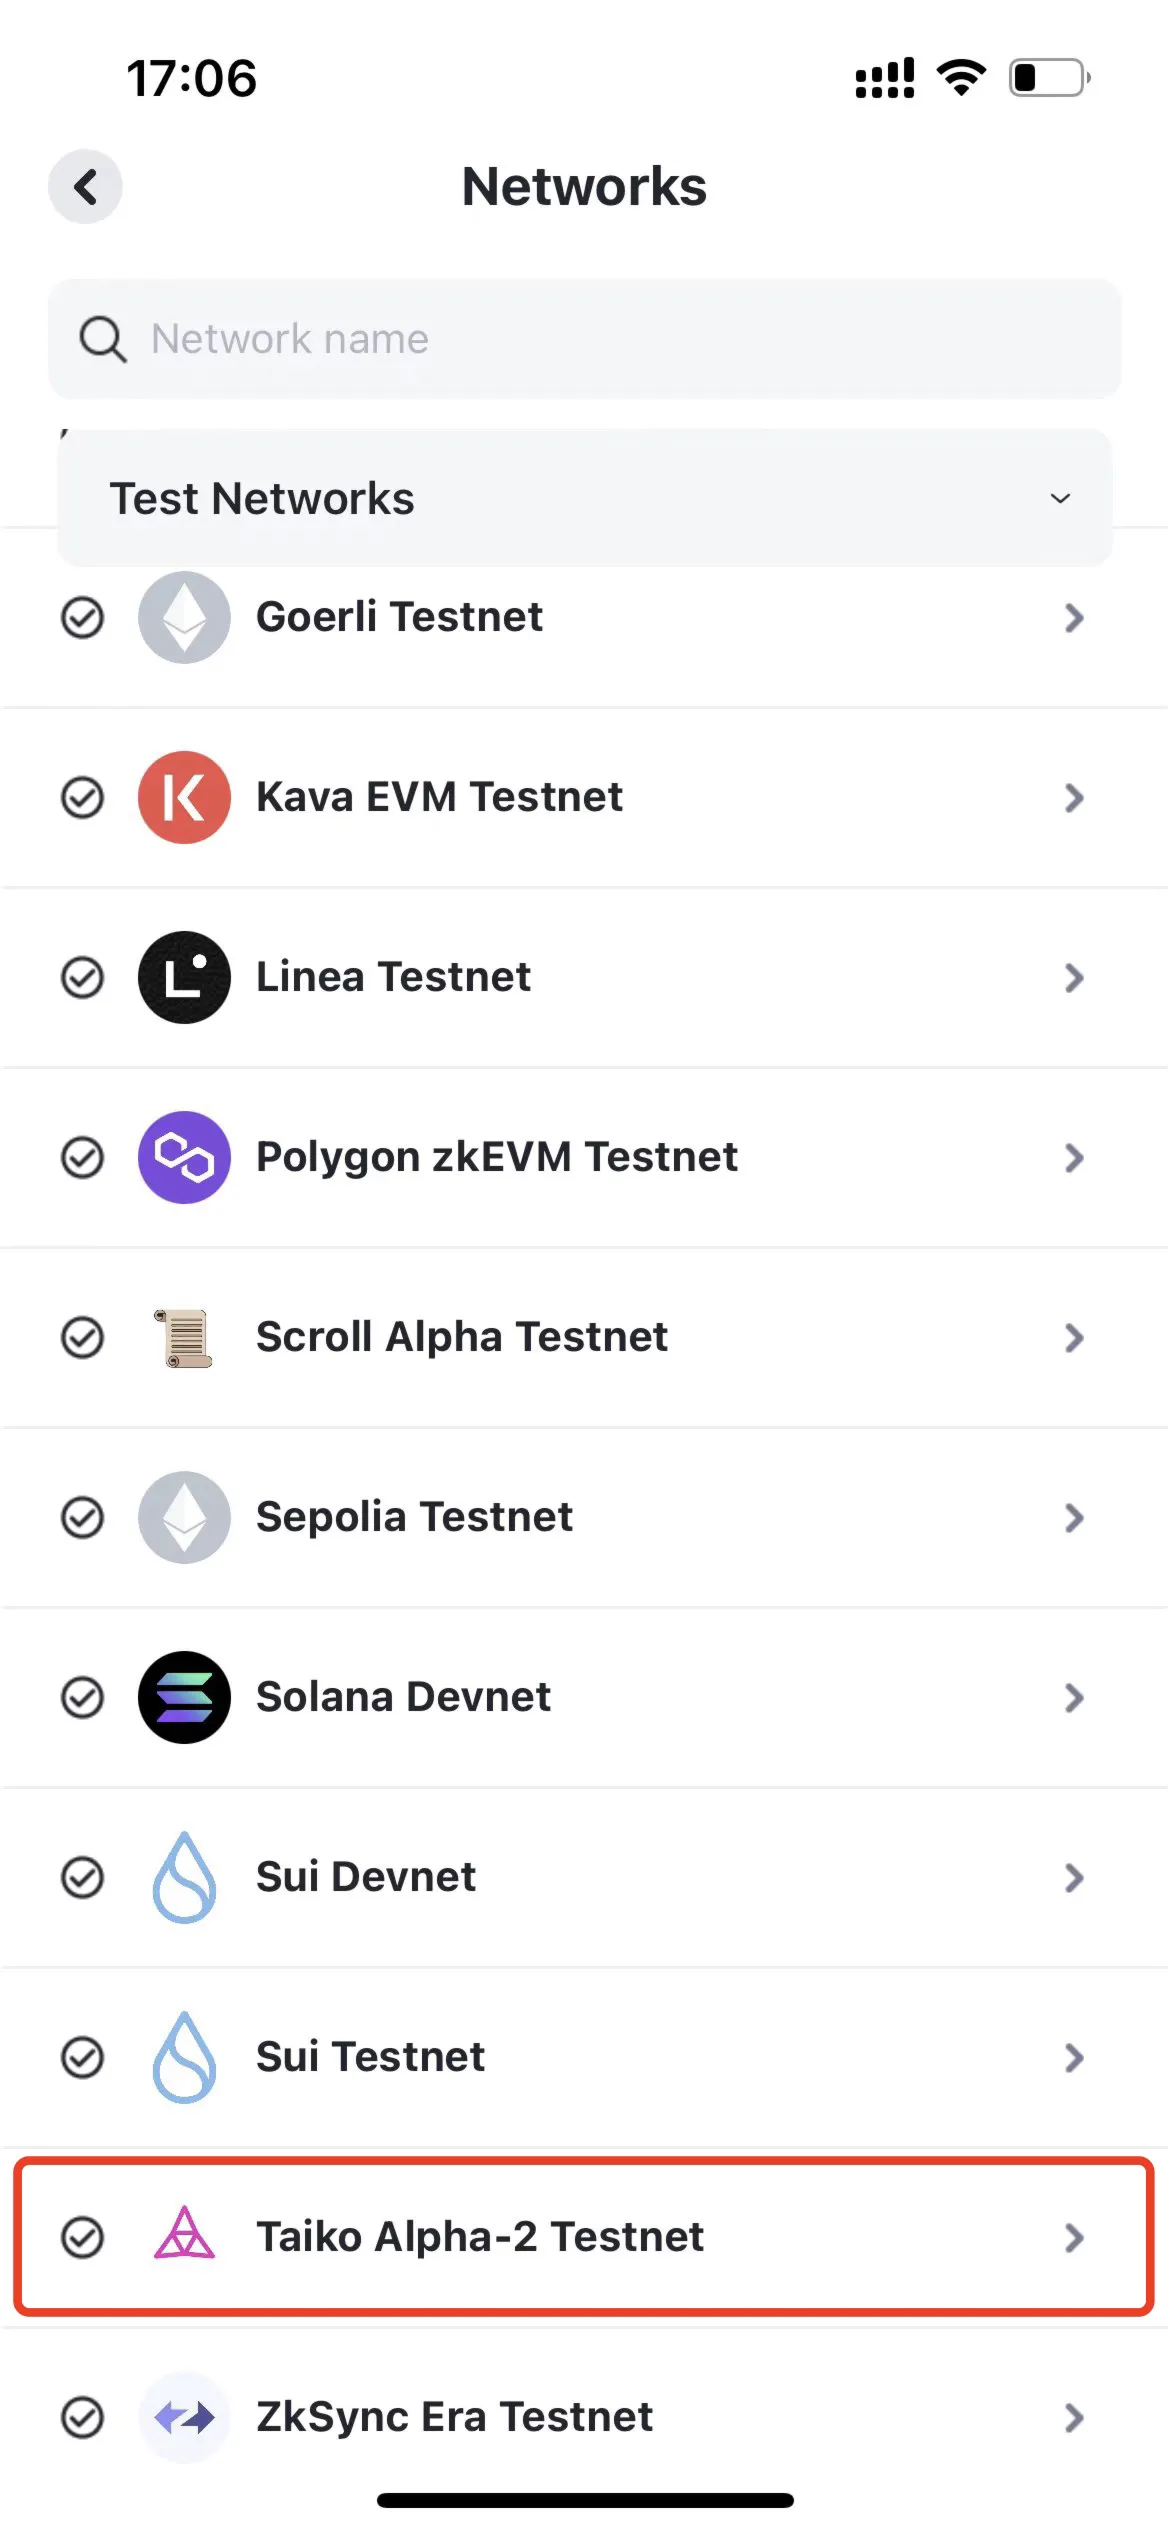 17:06
Networks
Network name
Test Networks
Goerli Testnet
Kava EVM Testnet
Linea Testnet
Polygon zkEVM Testnet
Scroll Alpha Testnet
Sepolia Testnet
Solana Devnet
Sui Devnet
Sui Testnet
Taiko Alpha-2 Testnet
ZkSync Era Testnet